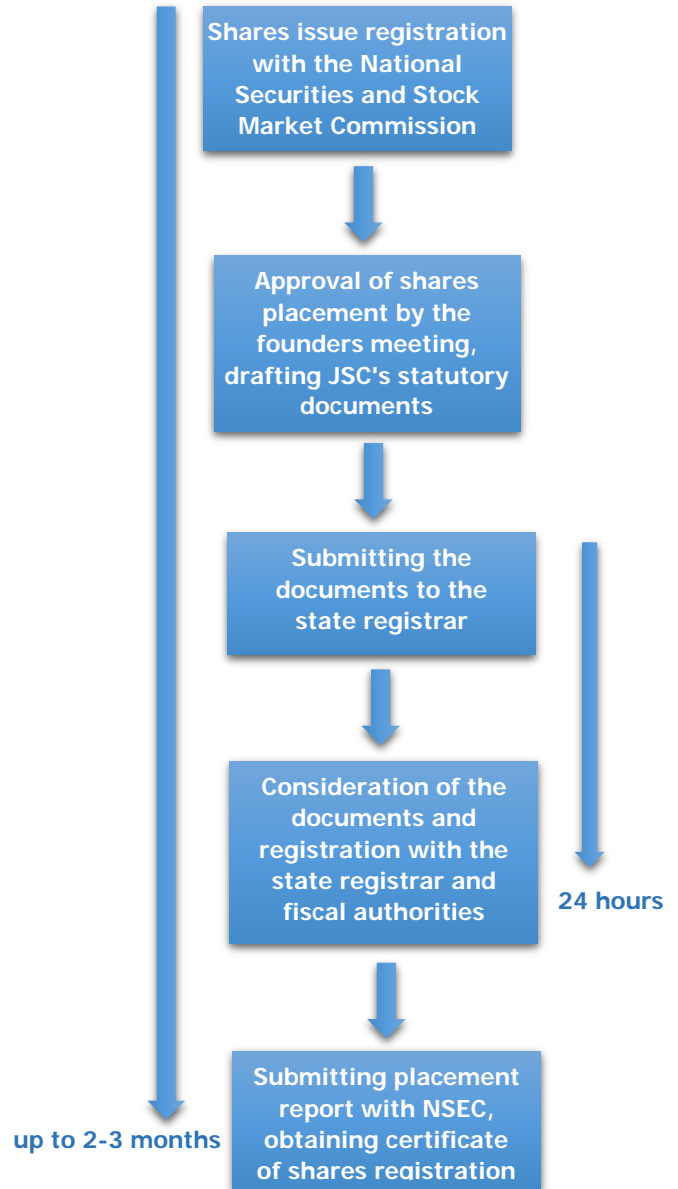 Shares issue registration
with the National
Securities and Stock
Market Commission
Approval of shares
placement by the
founders meeting,
drafting JSC's statutory
documents
Submitting the
documents to the
state registrar
Consideration of the
documents and
registration with the
state registrar and
fiscal authorities
24 hours
Submitting placement
report with NSEC,
obtaining certificate
of shares registration
up to 2-3 months